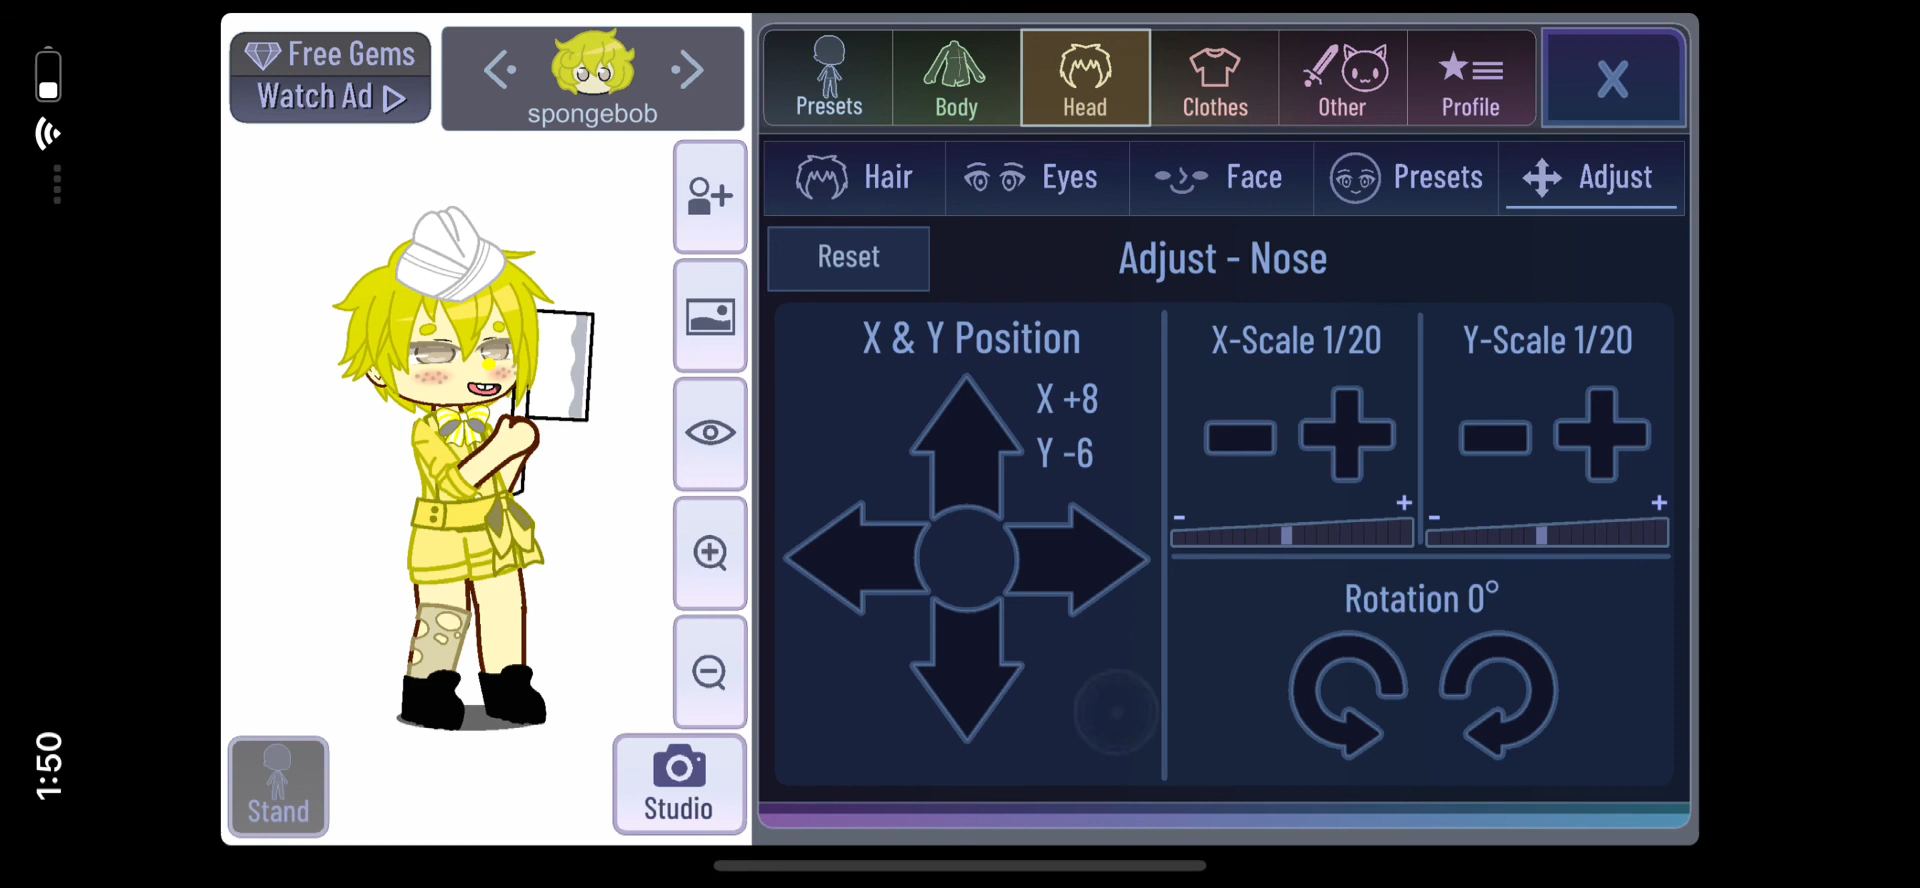 1:50
Free Gems
Watch Ad
spongebob
Presets
Body
Head
Clothes
Other
Profile
X
Hair
Eyes
Face
Presets
Adjust
Reset
Adjust - Nose
X & Y Position
X +8
Y -6
X-Scale 1/20
- +
Y-Scale 1/20
- +
Rotation 0°
Stand
Studio